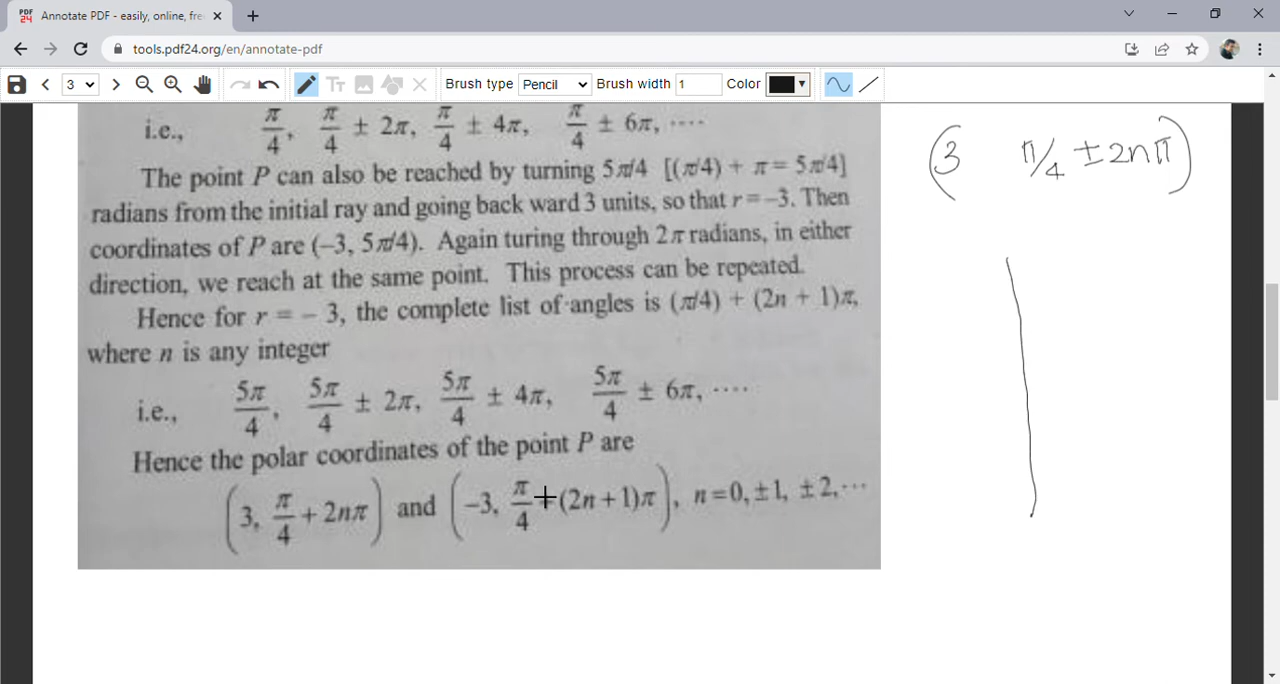 PDF 24 Annotate PDF - easily, online, fre
tools.pdf24.org/en/annotate-pdf
3 Brush type Pencil Brush width 1 Color
i.e., π/4, π/4 ± 2π, π/4 ± 4π, π/4 ± 6π, ····
The point P can also be reached by turning 5π/4 [(π/4) + π = 5π/4]
radians from the initial ray and going back ward 3 units, so that r = -3. Then
coordinates of P are (-3, 5π/4). Again turing through 2π radians, in either
direction, we reach at the same point. This process can be repeated.
Hence for r = - 3, the complete list of angles is (π/4) + (2n + 1)π,
where n is any integer
i.e., 5π/4, 5π/4 ± 2π, 5π/4 ± 4π, 5π/4 ± 6π, ····
Hence the polar coordinates of the point P are
(3, π/4 + 2nπ) and (-3, π/4 + (2n+1)π), n=0, ±1, ±2, ···
(3 π/4 ± 2nπ)